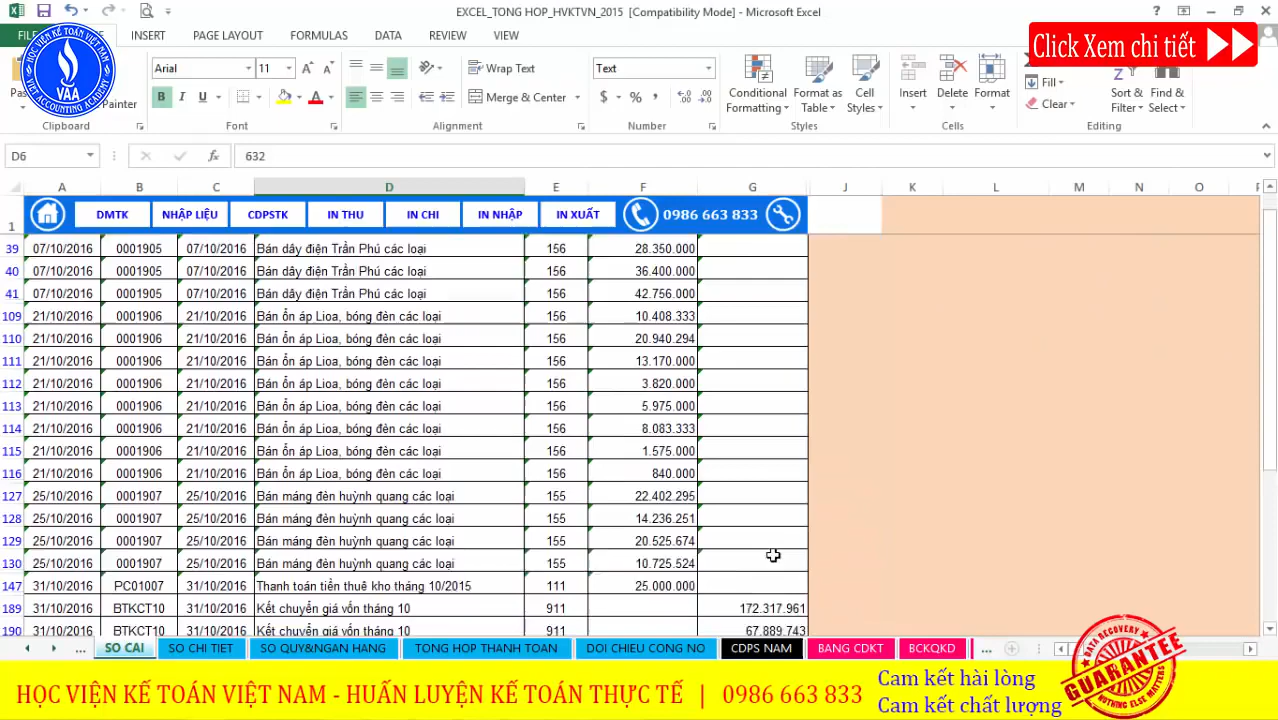 EXCEL_TONG HOP_HVKTVN_2015 [Compatibility Mode] - Microsoft Excel
INSERT PAGE LAYOUT FORMULAS DATA REVIEW VIEW
HỌC VIỆN KẾ TOÁN VIỆT NAM
VAA
VIET ACCOUNTING ACADEMY
Click Xem chi tiết
Arial 11 Wrap Text Text Fill
Painter B I U Merge & Center $ % Conditional Formatting Format as Table Cell Styles Insert Delete Format Clear Sort & Filter Find & Select
Clipboard Font Alignment Number Styles Cells Editing
D6 fx 632
A B C D E F G J K L M N O
1 DMTK NHẬP LIỆU CDPSTK IN THU IN CHI IN NHẬP IN XUẤT 0986 663 833
39 07/10/2016 0001905 07/10/2016 Bán dây điện Trần Phú các loại 156 28.350.000
40 07/10/2016 0001905 07/10/2016 Bán dây điện Trần Phú các loại 156 36.400.000
41 07/10/2016 0001905 07/10/2016 Bán dây điện Trần Phú các loại 156 42.756.000
109 21/10/2016 0001906 21/10/2016 Bán ổn áp Lioa, bóng đèn các loại 156 10.408.333
110 21/10/2016 0001906 21/10/2016 Bán ổn áp Lioa, bóng đèn các loại 156 20.940.294
111 21/10/2016 0001906 21/10/2016 Bán ổn áp Lioa, bóng đèn các loại 156 13.170.000
112 21/10/2016 0001906 21/10/2016 Bán ổn áp Lioa, bóng đèn các loại 156 3.820.000
113 21/10/2016 0001906 21/10/2016 Bán ổn áp Lioa, bóng đèn các loại 156 5.975.000
114 21/10/2016 0001906 21/10/2016 Bán ổn áp Lioa, bóng đèn các loại 156 8.083.333
115 21/10/2016 0001906 21/10/2016 Bán ổn áp Lioa, bóng đèn các loại 156 1.575.000
116 21/10/2016 0001906 21/10/2016 Bán ổn áp Lioa, bóng đèn các loại 156 840.000
127 25/10/2016 0001907 25/10/2016 Bán máng đèn huỳnh quang các loại 155 22.402.295
128 25/10/2016 0001907 25/10/2016 Bán máng đèn huỳnh quang các loại 155 14.236.251
129 25/10/2016 0001907 25/10/2016 Bán máng đèn huỳnh quang các loại 155 20.525.674
130 25/10/2016 0001907 25/10/2016 Bán máng đèn huỳnh quang các loại 155 10.725.524
147 31/10/2016 PC01007 31/10/2016 Thanh toán tiền thuê kho tháng 10/2015 111 25.000.000
189 31/10/2016 BTKCT10 31/10/2016 Kết chuyển giá vốn tháng 10 911 172.317.961
190 31/10/2016 BTKCT10 31/10/2016 Kết chuyển giá vốn tháng 10 911 67.889.743
... SO CAI SO CHI TIET SO QUY&NGAN HANG TONG HOP THANH TOAN DOI CHIEU CONG NO CDPS NAM BANG CDKT BCKQKD ...
DATA RECOVERY
GUARANTEE
NOTHING ELSE MATTERS
HỌC VIỆN KẾ TOÁN VIỆT NAM - HUẤN LUYỆN KẾ TOÁN THỰC TẾ | 0986 663 833
Cam kết hài lòng
Cam kết chất lượng